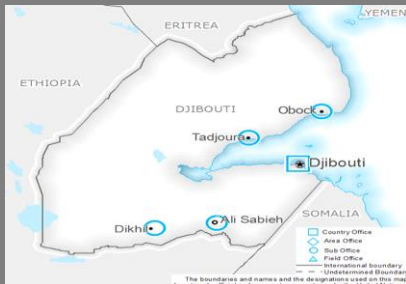 ERITREA
YEMEN
ETHIOPIA
DJIBOUTI
Obock
Tadjoura
Djibouti
Ali Sabieh
Dikhil
SOMALIA
Country Office
Area Office
Sub Office
Field Office
International boundary
Undetermined Boundary
The boundaries and names and the designations used on this map